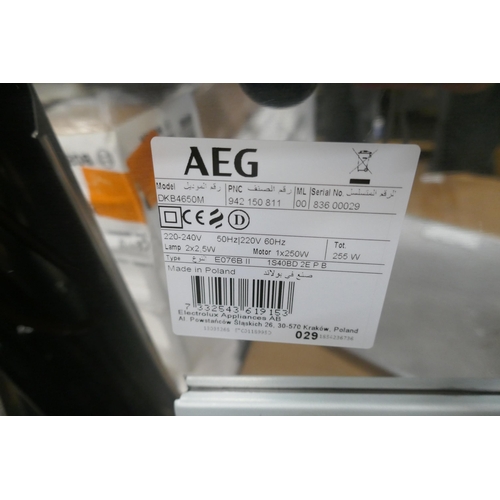 AEG
Model رقم الموديل PNC رقم الصنف ML Serial No. الرقم المتسلسل
DKB4650M 942 150 811 00 836 00029
CE D
220-240V 50Hz|220V 60Hz Tot.
Lamp 2x2,5W Motor 1x250W 255 W
Type النوع E076B II 1S40BD 2E P B
Made in Poland صنع في بولاند
7 332543 619153
Electrolux Appliances AB
Al. Powstańców Śląskich 26, 30-570 Kraków, Poland
029